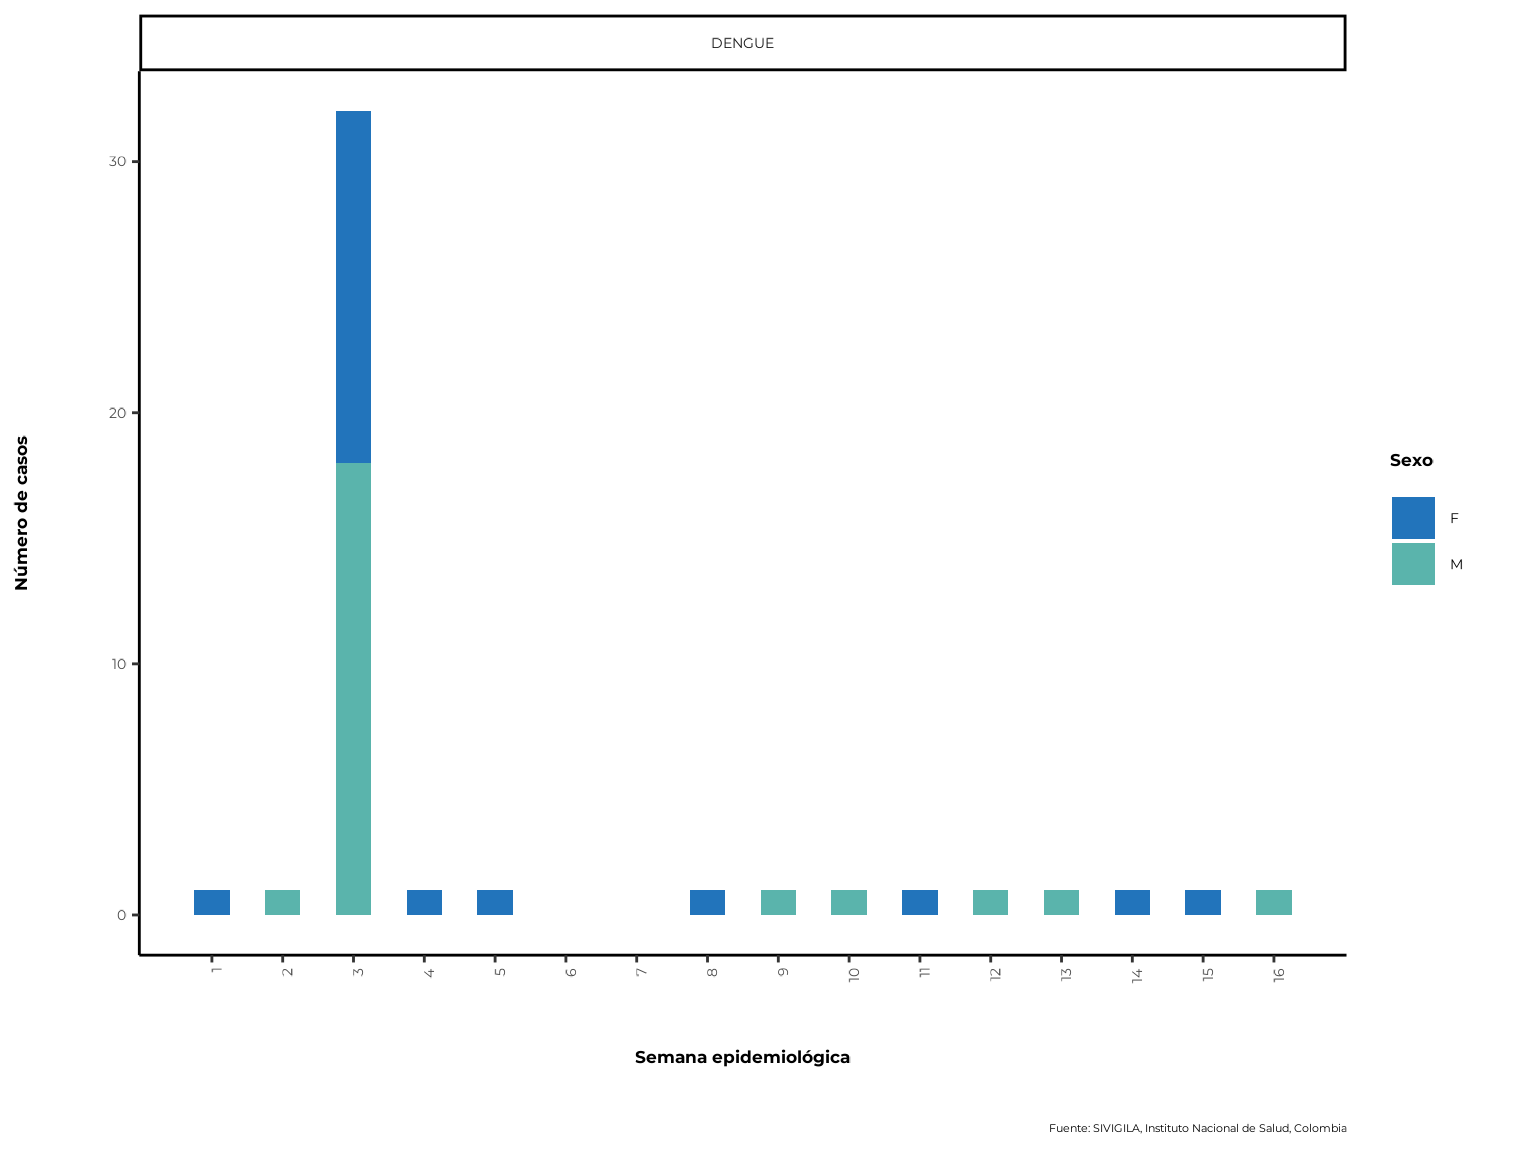 DENGUE
30
20
10
0
Número de casos
1 2 3 4 5 6 7 8 9 10 11 12 13 14 15 16
Semana epidemiológica
Sexo
F
M
Fuente: SIVIGILA, Instituto Nacional de Salud, Colombia